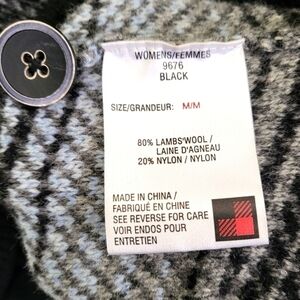 WOMENS/FEMMES
9676
BLACK
SIZE/GRANDEUR: M/M
80% LAMBS'WOOL /
LAINE D'AGNEAU
20% NYLON / NYLON
MADE IN CHINA /
FABRIQUÉ EN CHINE
SEE REVERSE FOR CARE
VOIR ENDOS POUR
ENTRETIEN